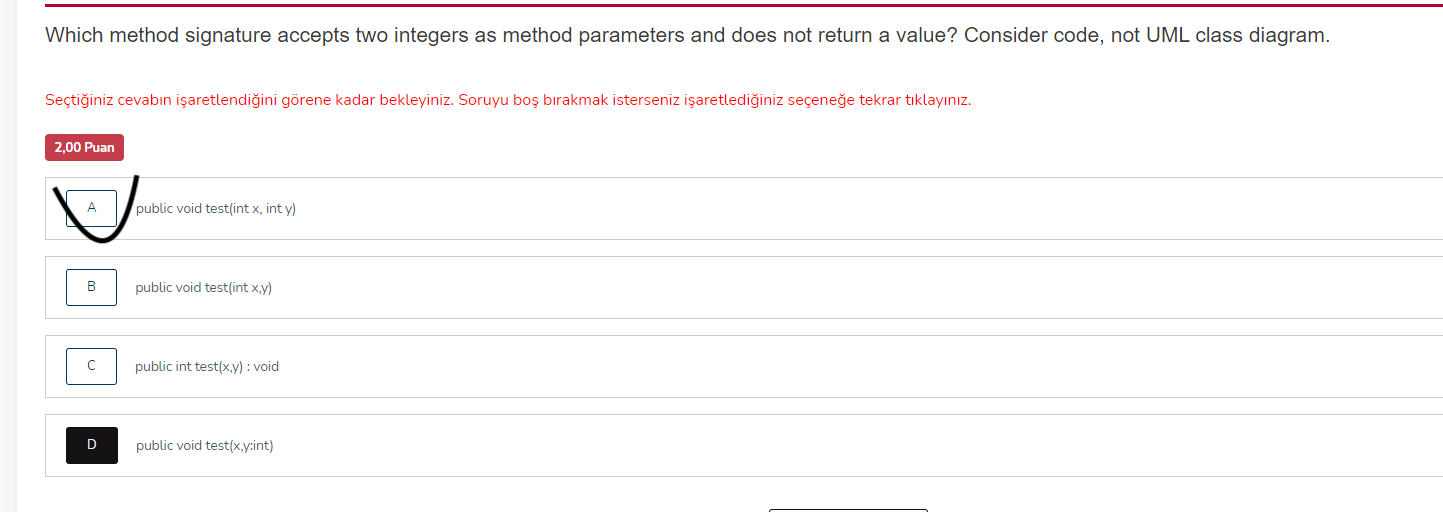 Which method signature accepts two integers as method parameters and does not return a value? Consider code, not UML class diagram.
Seçtiğiniz cevabın işaretlendiğini görene kadar bekleyiniz. Soruyu boş bırakmak isterseniz işaretlediğiniz seçeneğe tekrar tıklayınız.
2,00 Puan
A public void test(int x, int y)
B public void test(int x,y)
C public int test(x,y) : void
D public void test(x,y:int)